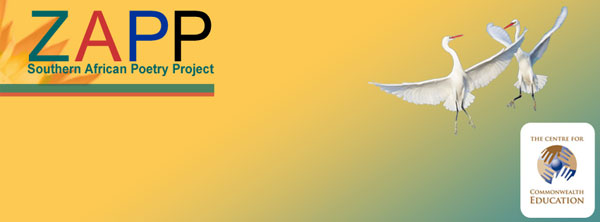 ZAPP
Southern African Poetry Project
THE CENTRE FOR
COMMONWEALTH
EDUCATION